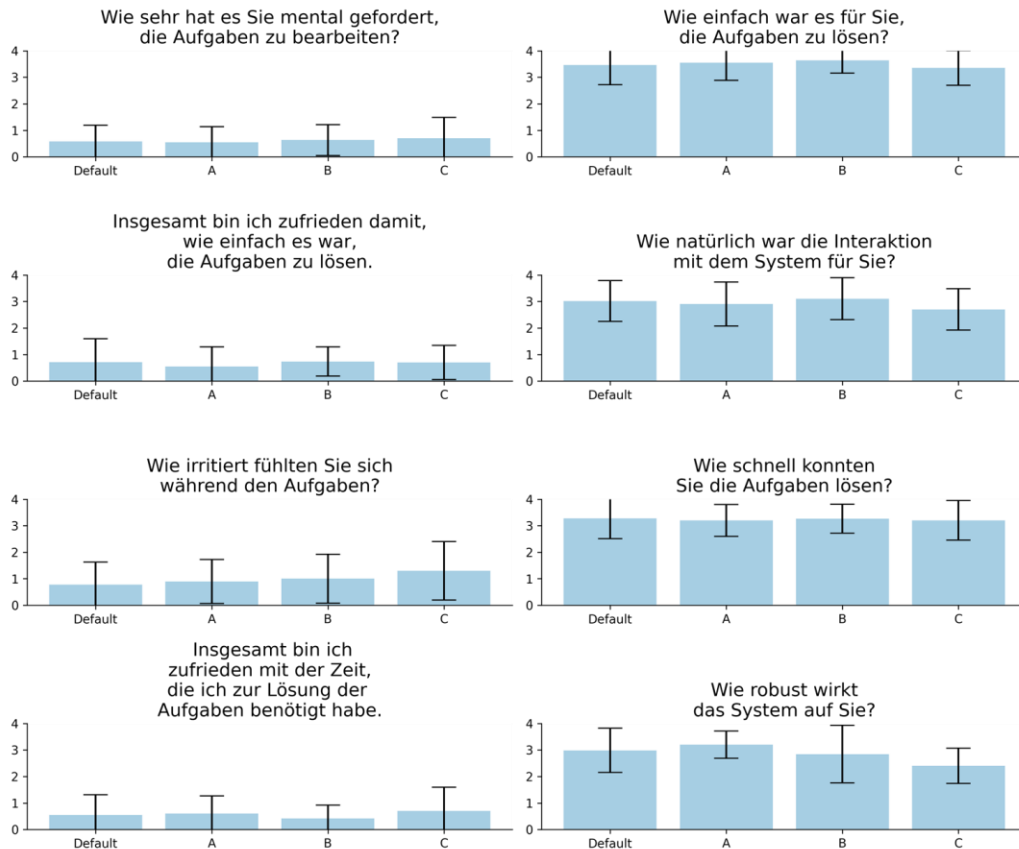 Wie sehr hat es Sie mental gefordert,
die Aufgaben zu bearbeiten?
4
3
2
1
0
Default A B C
Wie einfach war es für Sie,
die Aufgaben zu lösen?
4
3
2
1
0
Default A B C
Insgesamt bin ich zufrieden damit,
wie einfach es war,
die Aufgaben zu lösen.
4
3
2
1
0
Default A B C
Wie natürlich war die Interaktion
mit dem System für Sie?
4
3
2
1
0
Default A B C
Wie irritiert fühlten Sie sich
während den Aufgaben?
4
3
2
1
0
Default A B C
Wie schnell konnten
Sie die Aufgaben lösen?
4
3
2
1
0
Default A B C
Insgesamt bin ich
zufrieden mit der Zeit,
die ich zur Lösung der
Aufgaben benötigt habe.
4
3
2
1
0
Default A B C
Wie robust wirkt
das System auf Sie?
4
3
2
1
0
Default A B C